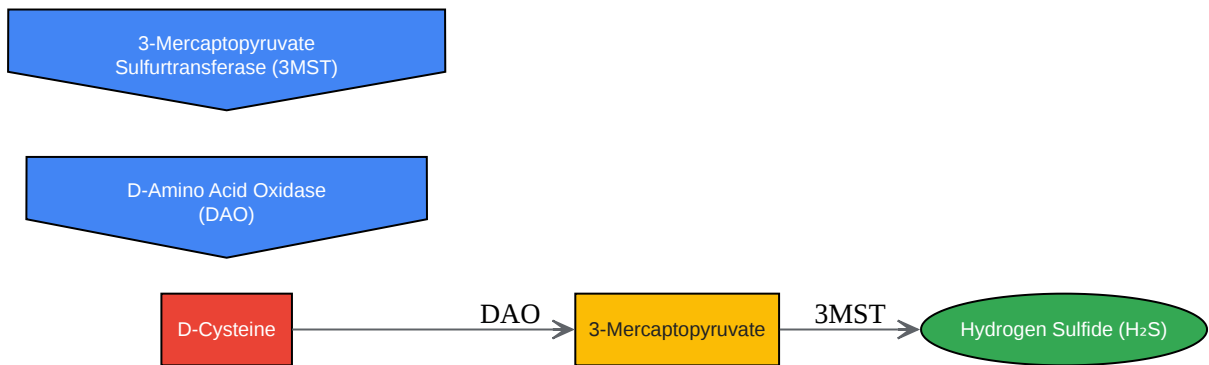 3-Mercaptopyruvate
Sulfurtransferase (3MST)
D-Amino Acid Oxidase
(DAO)
D-Cysteine
DAO
3-Mercaptopyruvate
3MST
Hydrogen Sulfide (H₂S)